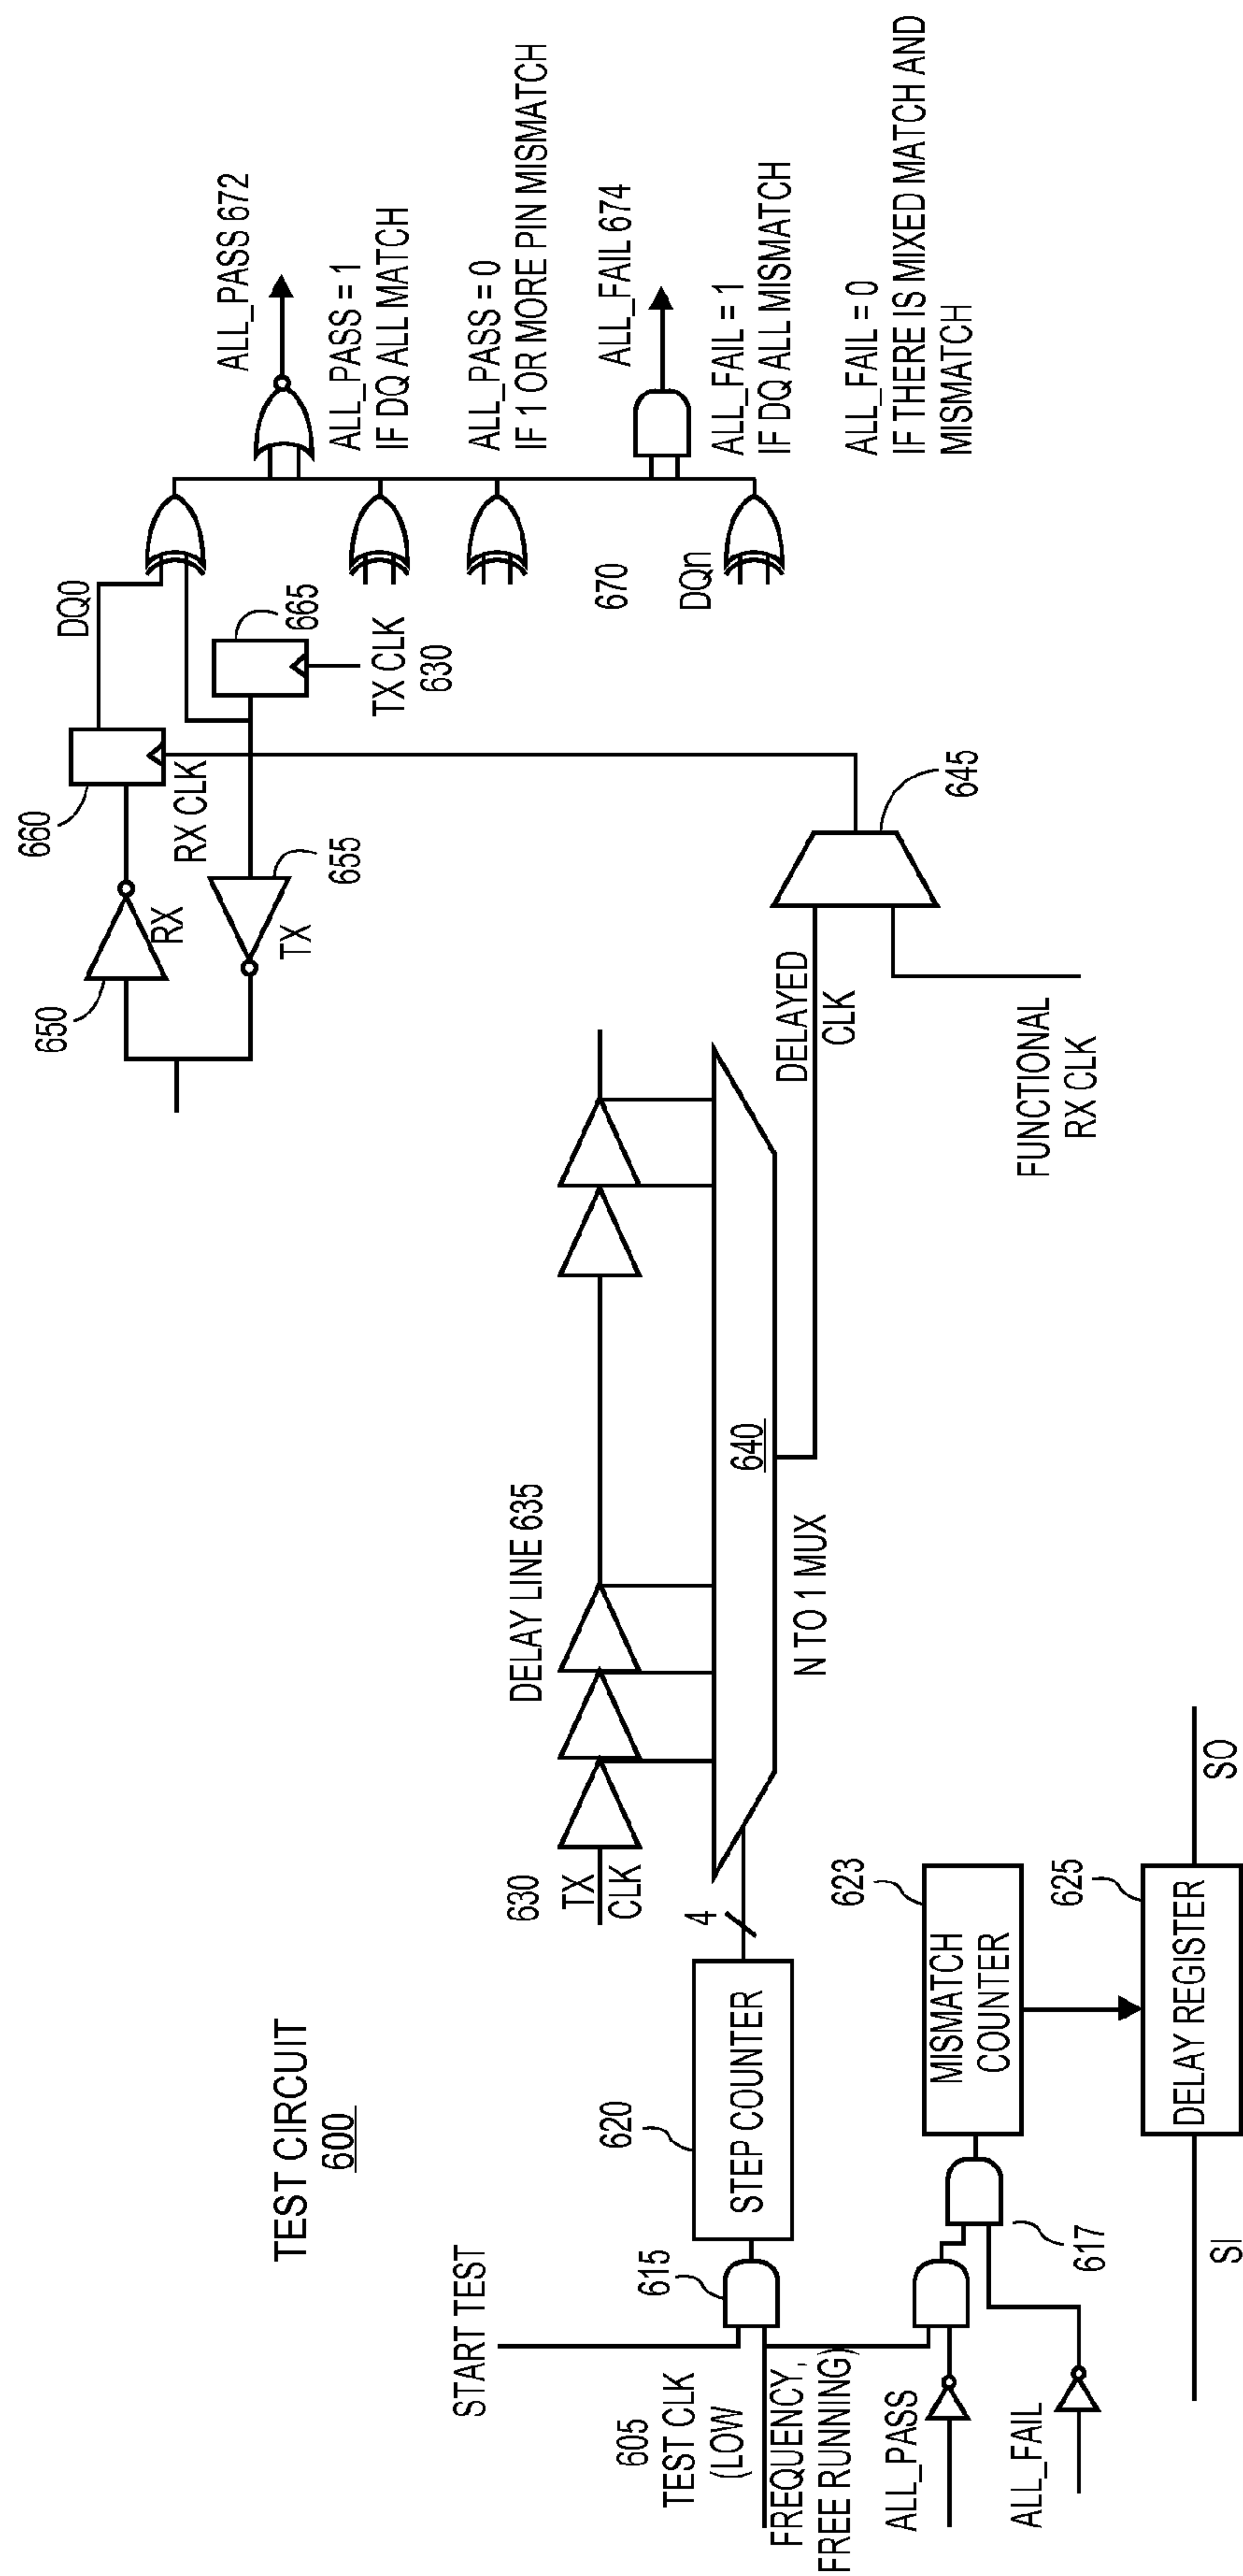 TEST CIRCUIT
600
START TEST
605
TEST CLK
(LOW
FREQUENCY,
FREE RUNNING)
615
620
STEP COUNTER
4
ALL_PASS
ALL_FAIL
617
623
MISMATCH
COUNTER
625
DELAY REGISTER
SI
SO
630
TX
CLK
DELAY LINE 635
640
N TO 1 MUX
DELAYED
CLK
FUNCTIONAL
RX CLK
645
650
RX
TX
655
660
RX CLK
DQ0
665
TX CLK
630
670
DQn
ALL_PASS 672
ALL_PASS = 1
IF DQ ALL MATCH
ALL_PASS = 0
IF 1 OR MORE PIN MISMATCH
ALL_FAIL 674
ALL_FAIL = 1
IF DQ ALL MISMATCH
ALL_FAIL = 0
IF THERE IS MIXED MATCH AND
MISMATCH